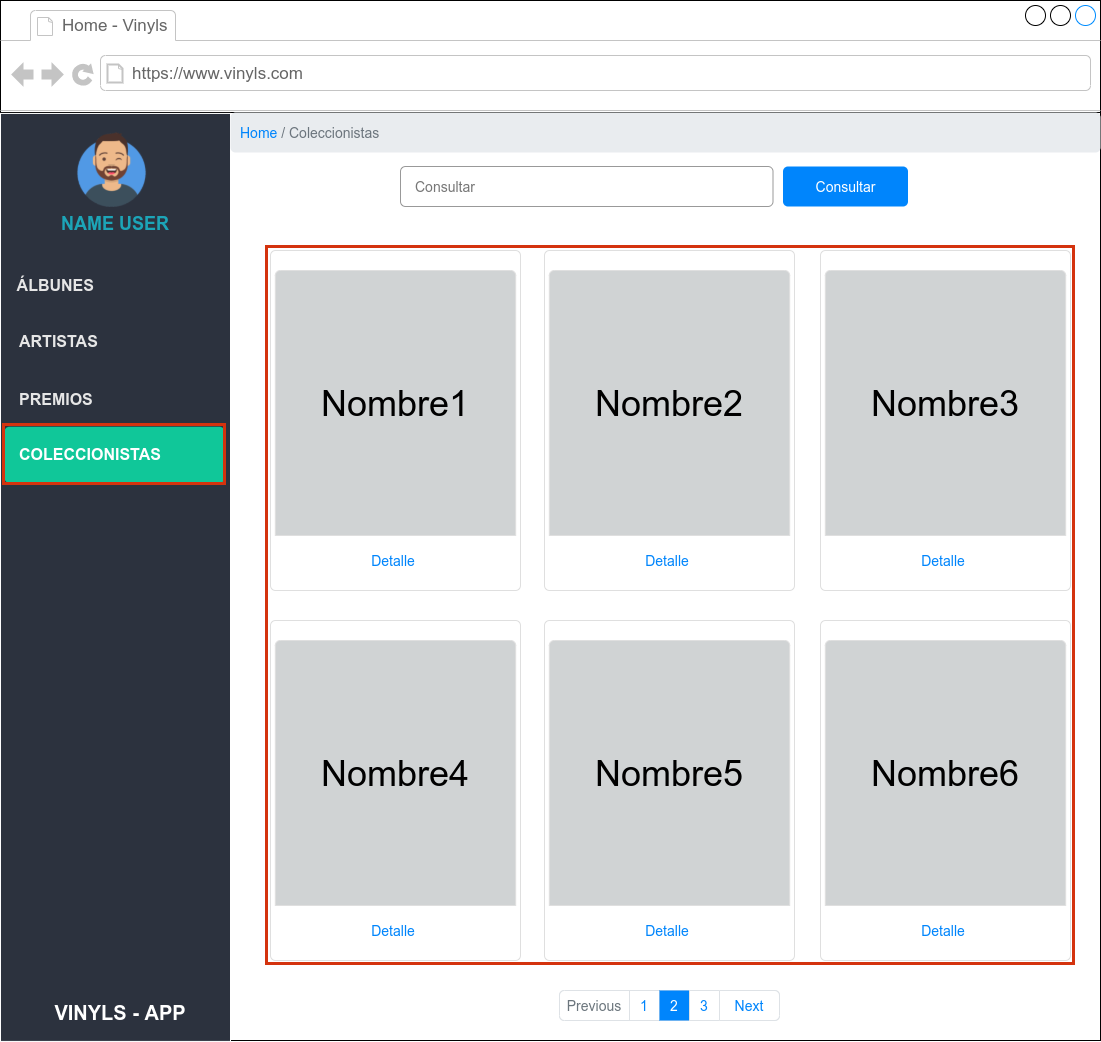 Home - Vinyls
https://www.vinyls.com
NAME USER
ÁLBUNES
ARTISTAS
PREMIOS
COLECCIONISTAS
VINYLS - APP
Home / Coleccionistas
Consultar Consultar
Nombre1 Nombre2 Nombre3
Detalle Detalle Detalle
Nombre4 Nombre5 Nombre6
Detalle Detalle Detalle
Previous 1 2 3 Next